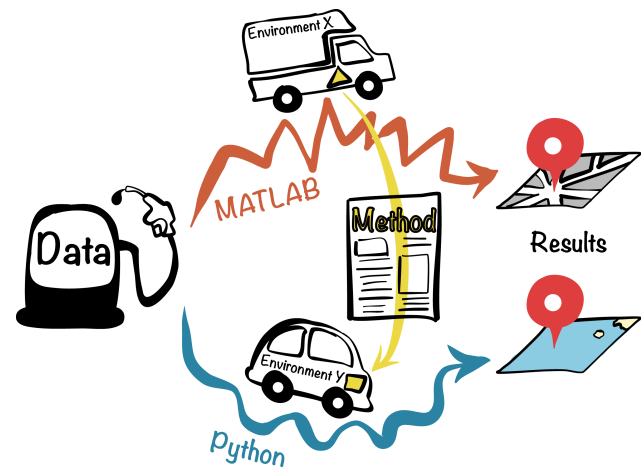 Environment X
MATLAB
Method
Data
Results
Environment Y
Python